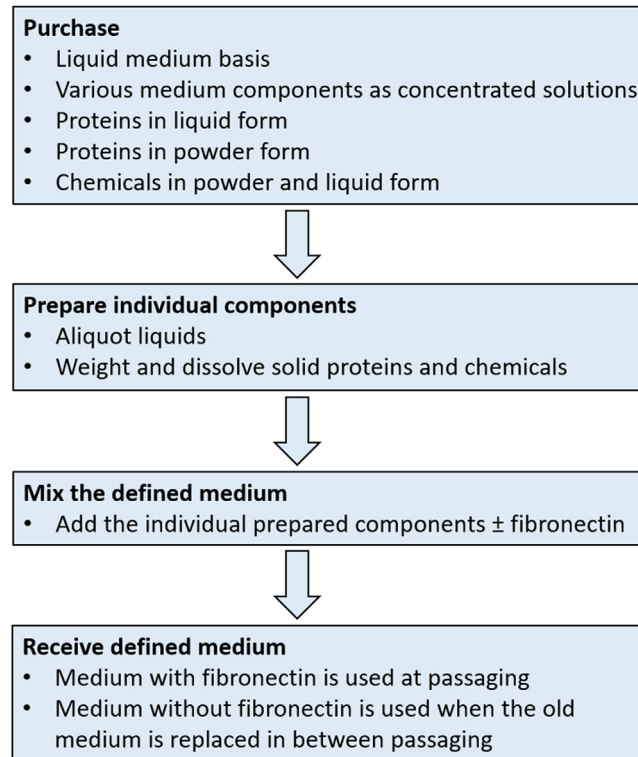 Purchase
• Liquid medium basis
• Various medium components as concentrated solutions
• Proteins in liquid form
• Proteins in powder form
• Chemicals in powder and liquid form
Prepare individual components
• Aliquot liquids
• Weight and dissolve solid proteins and chemicals
Mix the defined medium
• Add the individual prepared components ± fibronectin
Receive defined medium
• Medium with fibronectin is used at passaging
• Medium without fibronectin is used when the old
medium is replaced in between passaging